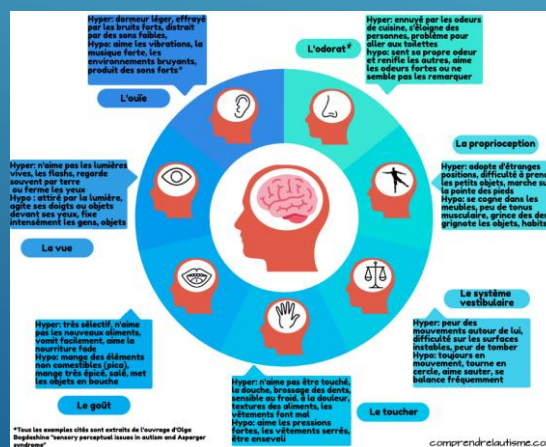 Hyper: dormeur léger, effrayé
par les bruits forts, distrait
par des sons faibles,
Hypo: aime les vibrations, la
musique forte, les
environnements bruyants,
produit des sons forts*
L'ouïe
Hyper: ennuyé par les odeurs
de cuisine, s'éloigne des
personnes, problème pour
aller aux toilettes
hypo: sent sa propre odeur
et renifle les autres, aime
les odeurs fortes ou ne
semble pas les remarquer
L'odorat*
La proprioception
Hyper: adopte d'étranges
positions, difficulté à prend
les petits objets, marche su
la pointe des pieds
Hypo: se cogne dans les
meubles, peu de tonus
musculaire, grince des den
grignote les objets, habits
Hyper: n'aime pas les lumières
vives, les flashs, regarde
souvent par terre
ou ferme les yeux
Hypo : attiré par la lumière,
agite ses doigts ou objets
devant ses yeux, fixe
intensément les gens, objets
La vue
Le système
vestibulaire
Hyper: peur des
mouvements autour de lui,
difficulté sur les surfaces
instables, peur de tomber
Hypo: toujours en
mouvement, tourne en
cercle, aime sauter, se
balance fréquemment
Hyper: très sélectif, n'aime
pas les nouveaux aliments,
vomit facilement, aime la
nourriture fade
Hypo: mange des éléments
non comestibles (pica),
mange très épicé, salé, met
les objets en bouche
Le goût
Hyper: n'aime pas être touché,
la douche, brossage des dents,
sensible au froid, à la douleur,
textures des aliments, les
vêtements font mal
Hypo: aime les pressions
fortes, les vêtements serrés,
être enseveli
Le toucher
*Tous les exemples cités sont extraits de l'ouvrage d'Olga
Bogdashina "sensory perceptual issues in autism and Asperger
syndrome"
comprendrelautisme.co